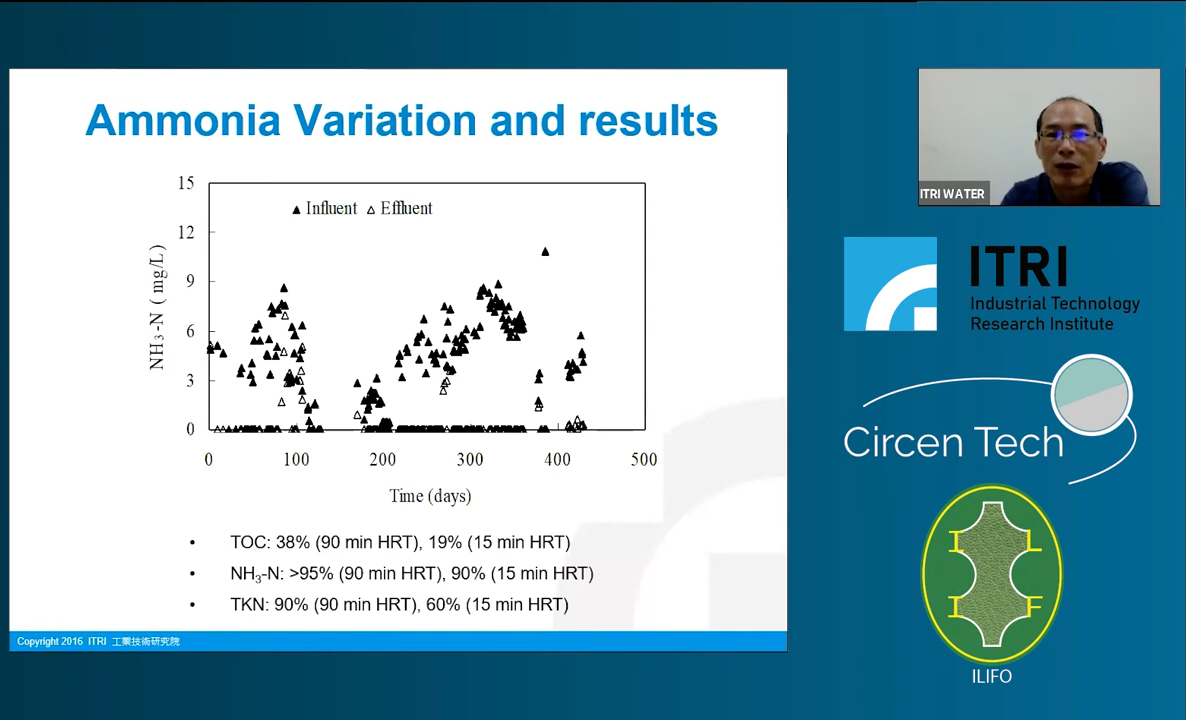 Ammonia Variation and results
15
12
9
6
3
0
NH3-N ( mg/L)
Influent Effluent
0 100 200 300 400 500
Time (days)
• TOC: 38% (90 min HRT), 19% (15 min HRT)
• NH3-N: >95% (90 min HRT), 90% (15 min HRT)
• TKN: 90% (90 min HRT), 60% (15 min HRT)
Copyright 2016 ITRI 工業技術研究院
ITRI WATER
ITRI
Industrial Technology
Research Institute
Circen Tech
I L
I F
ILIFO